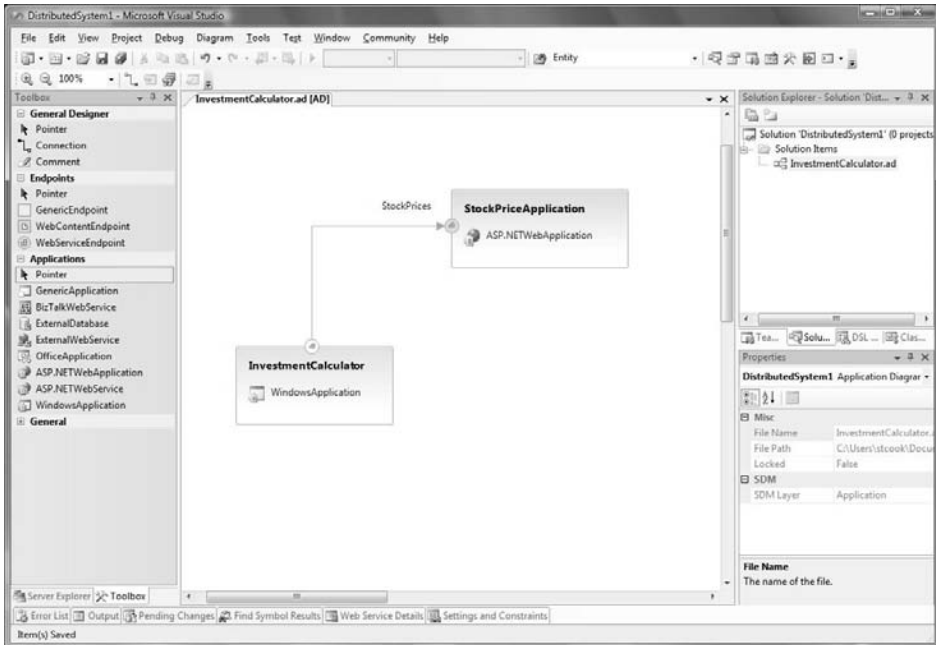 DistributedSystem1 - Microsoft Visual Studio
File Edit View Project Debug Diagram Tools Test Window Community Help
Entity
100%
Toolbox
General Designer
Pointer
Connection
Comment
Endpoints
Pointer
GenericEndpoint
WebContentEndpoint
WebServiceEndpoint
Applications
Pointer
GenericApplication
BizTalkWebService
ExternalDatabase
ExternalWebService
OfficeApplication
ASP.NETWebApplication
ASP.NETWebService
WindowsApplication
General
Server Explorer Toolbox
InvestmentCalculator.ad [AD]
StockPrices
StockPriceApplication
ASP.NETWebApplication
InvestmentCalculator
WindowsApplication
Solution Explorer - Solution 'Dist...
Solution 'DistributedSystem1' (0 projects
Solution Items
InvestmentCalculator.ad
Tea... Solu... DSL ... Clas...
Properties
DistributedSystem1 Application Diagrar
Misc
File Name InvestmentCalculator.a
File Path C:\Users\stcook\Docu
Locked False
SDM
SDM Layer Application
File Name
The name of the file.
Error List Output Pending Changes Find Symbol Results Web Service Details Settings and Constraints
Item(s) Saved